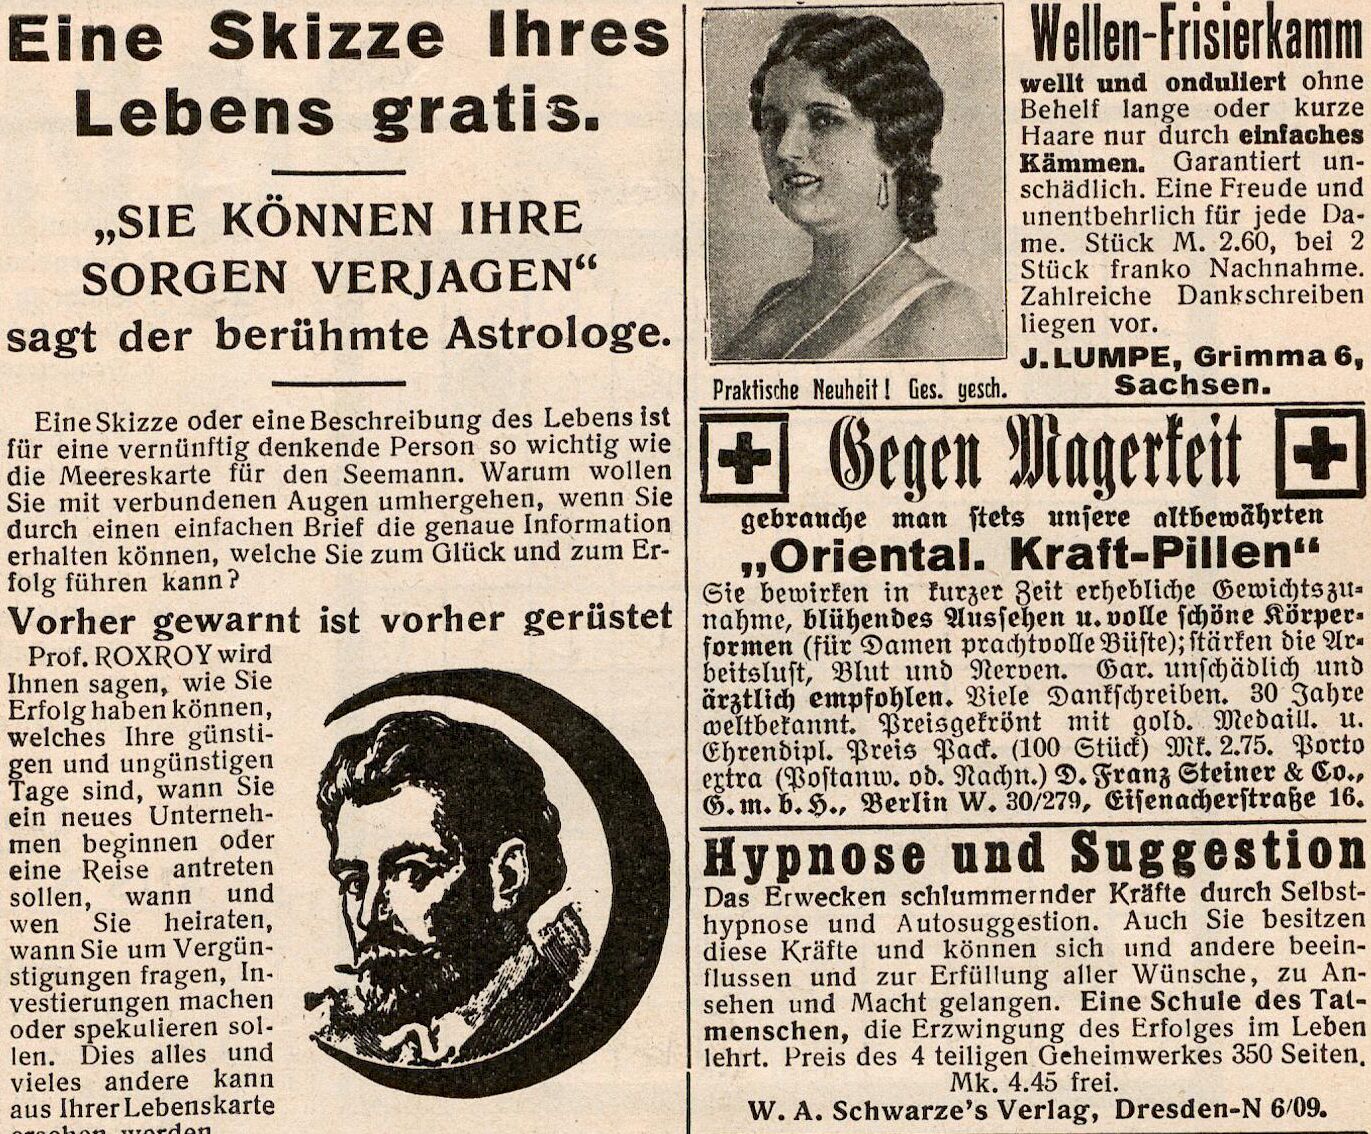 Eine Skizze Ihres
Lebens gratis.
„SIE KÖNNEN IHRE
SORGEN VERJAGEN“
sagt der berühmte Astrologe.
Eine Skizze oder eine Beschreibung des Lebens ist
für eine vernünftig denkende Person so wichtig wie
die Meereskarte für den Seemann. Warum wollen
Sie mit verbundenen Augen umhergehen, wenn Sie
durch einen einfachen Brief die genaue Information
erhalten können, welche Sie zum Glück und zum Er-
folg führen kann?
Vorher gewarnt ist vorher gerüstet
Prof. ROXROY wird
Ihnen sagen, wie Sie
Erfolg haben können,
welches Ihre günsti-
gen und ungünstigen
Tage sind, wann Sie
ein neues Unterneh-
men beginnen oder
eine Reise antreten
sollen, wann und
wen Sie heiraten,
wann Sie um Vergün-
stigungen fragen, In-
vestierungen machen
oder spekulieren sol-
len. Dies alles und
vieles andere kann
aus Ihrer Lebenskarte
ersehen werden
Praktische Neuheit! Ges. gesch.
Wellen-Frisierkamm
wellt und onduliert ohne
Behelf lange oder kurze
Haare nur durch einfaches
Kämmen. Garantiert un-
schädlich. Eine Freude und
unentbehrlich für jede Da-
me. Stück M. 2.60, bei 2
Stück franko Nachnahme.
Zahlreiche Dankschreiben
liegen vor.
J. LUMPE, Grimma 6,
Sachsen.
Gegen Magerkeit
gebrauche man stets unsere altbewährten
„Oriental. Kraft-Pillen“
Sie bewirken in kurzer Zeit erhebliche Gewichtszu-
nahme, blühendes Aussehen u. volle schöne Körper-
formen (für Damen prachtvolle Büste); stärken die Ar-
beitslust, Blut und Nerven. Gar. unschädlich und
ärztlich empfohlen. Viele Dankschreiben. 30 Jahre
weltbekannt. Preisgekrönt mit gold. Medaill. u.
Ehrendipl. Preis Pack. (100 Stück) Mk. 2.75. Porto
extra (Postanw. od. Nachn.) D. Franz Steiner & Co.,
G. m. b. H., Berlin W. 30/279, Eisenacherstraße 16.
Hypnose und Suggestion
Das Erwecken schlummernder Kräfte durch Selbst-
hypnose und Autosuggestion. Auch Sie besitzen
diese Kräfte und können sich und andere beein-
flussen und zur Erfüllung aller Wünsche, zu An-
sehen und Macht gelangen. Eine Schule des Tat-
menschen, die Erzwingung des Erfolges im Leben
lehrt. Preis des 4 teiligen Geheimwerkes 350 Seiten.
Mk. 4.45 frei.
W. A. Schwarze's Verlag, Dresden-N 6/09.